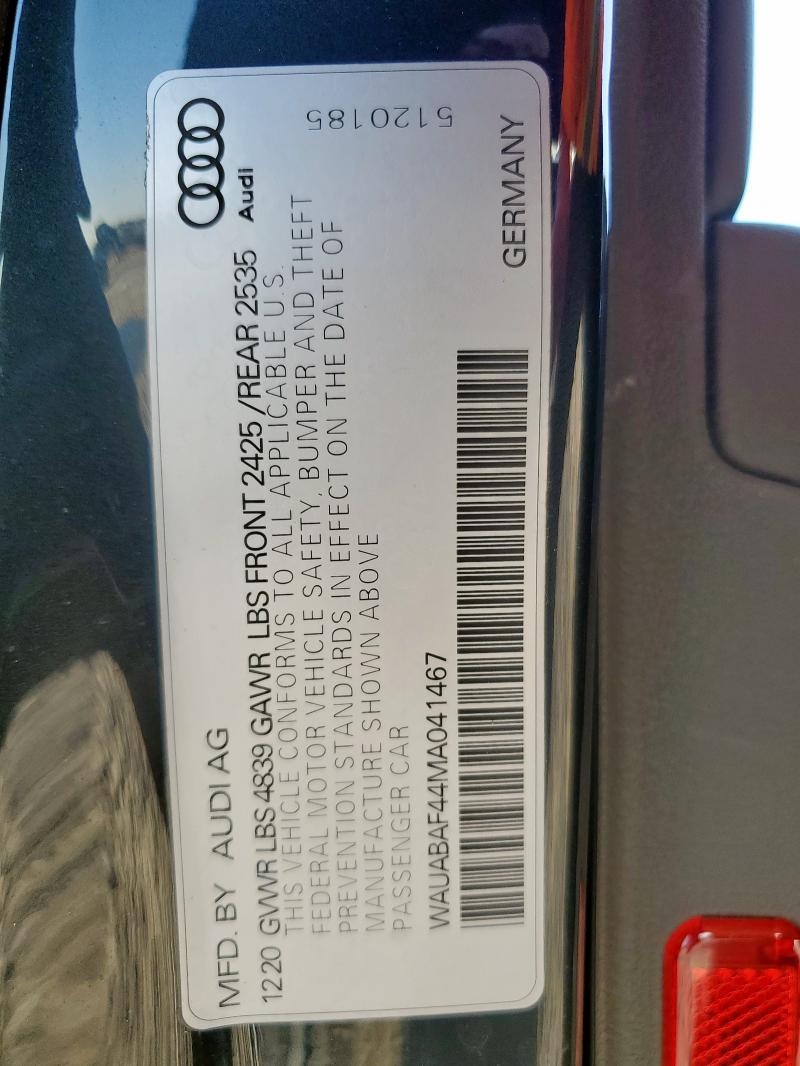 MFD. BY AUDI AG
Audi
1220 GVWR LBS 4839 GAWR LBS FRONT 2425 /REAR 2535
THIS VEHICLE CONFORMS TO ALL APPLICABLE U.S.
FEDERAL MOTOR VEHICLE SAFETY, BUMPER AND THEFT
PREVENTION STANDARDS IN EFFECT ON THE DATE OF
MANUFACTURE SHOWN ABOVE
PASSENGER CAR
5120185
WAUABAF44MA041467
GERMANY